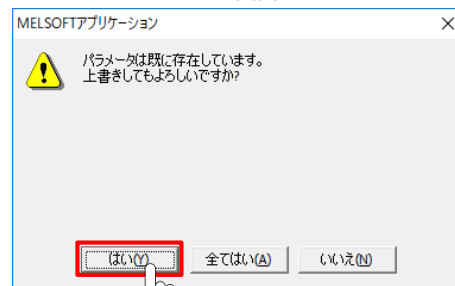 MELSOFTアプリケーション
パラメータは既に存在しています。
上書きしてもよろしいですか?
はい(Y)
全てはい(A)
いいえ(N)